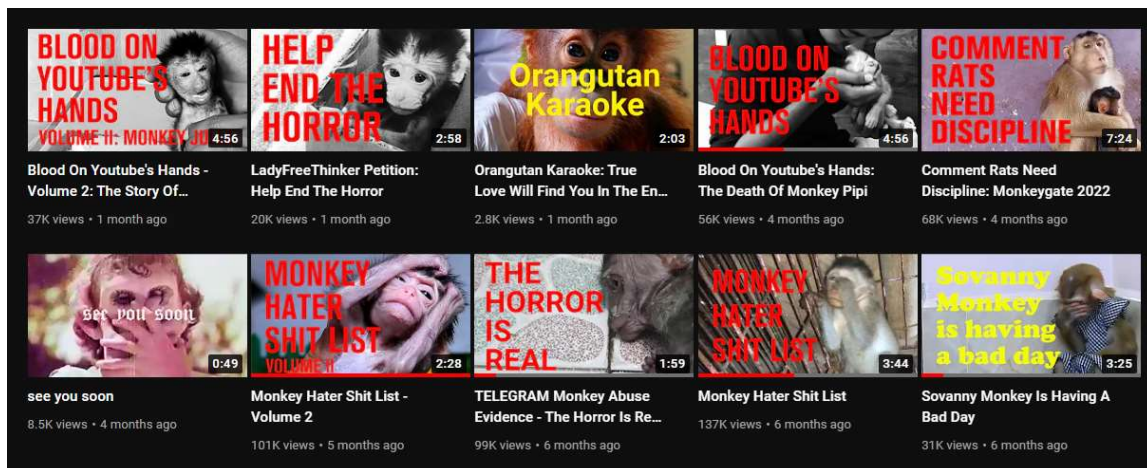 BLOOD ON
YOUTUBE'S
HANDS
VOLUME II: MONKEY JD
4:56
HELP
END THE
HORROR
2:58
Orangutan
Karaoke
2:03
BLOOD ON
YOUTUBE'S
HANDS
4:56
COMMENT
RATS
NEED
DISCIPLINE
7:24
Blood On Youtube's Hands -
Volume 2: The Story Of...
37K views • 1 month ago
LadyFreeThinker Petition:
Help End The Horror
20K views • 1 month ago
Orangutan Karaoke: True
Love Will Find You In The En...
2.8K views • 1 month ago
Blood On Youtube's Hands:
The Death Of Monkey Pipi
56K views • 4 months ago
Comment Rats Need
Discipline: Monkeygate 2022
68K views • 4 months ago
see you soon
0:49
MONKEY
HATER
SHIT LIST
VOLUME II
2:28
THE
HORROR
IS
REAL
1:59
MONKEY
HATER
SHIT LIST
3:44
Sovanny
Monkey
is having
a bad day
3:25
see you soon
8.5K views • 4 months ago
Monkey Hater Shit List -
Volume 2
101K views • 5 months ago
TELEGRAM Monkey Abuse
Evidence - The Horror Is Re...
99K views • 6 months ago
Monkey Hater Shit List
137K views • 6 months ago
Sovanny Monkey Is Having A
Bad Day
31K views • 6 months ago